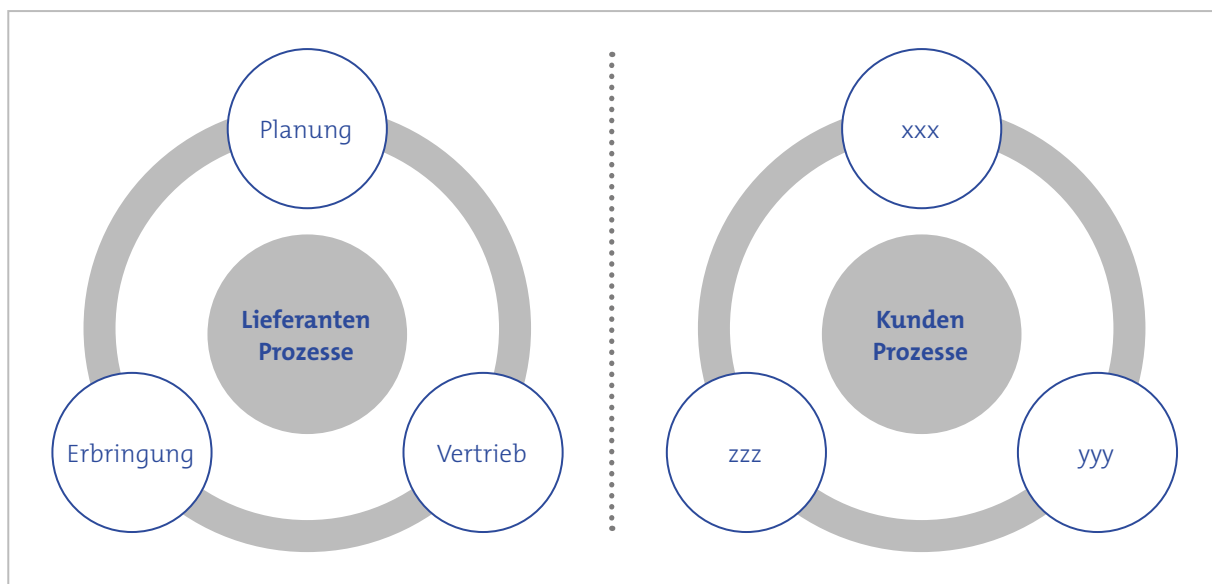 Planung
Lieferanten
Prozesse
Erbringung
Vertrieb
xxx
Kunden
Prozesse
zzz
yyy